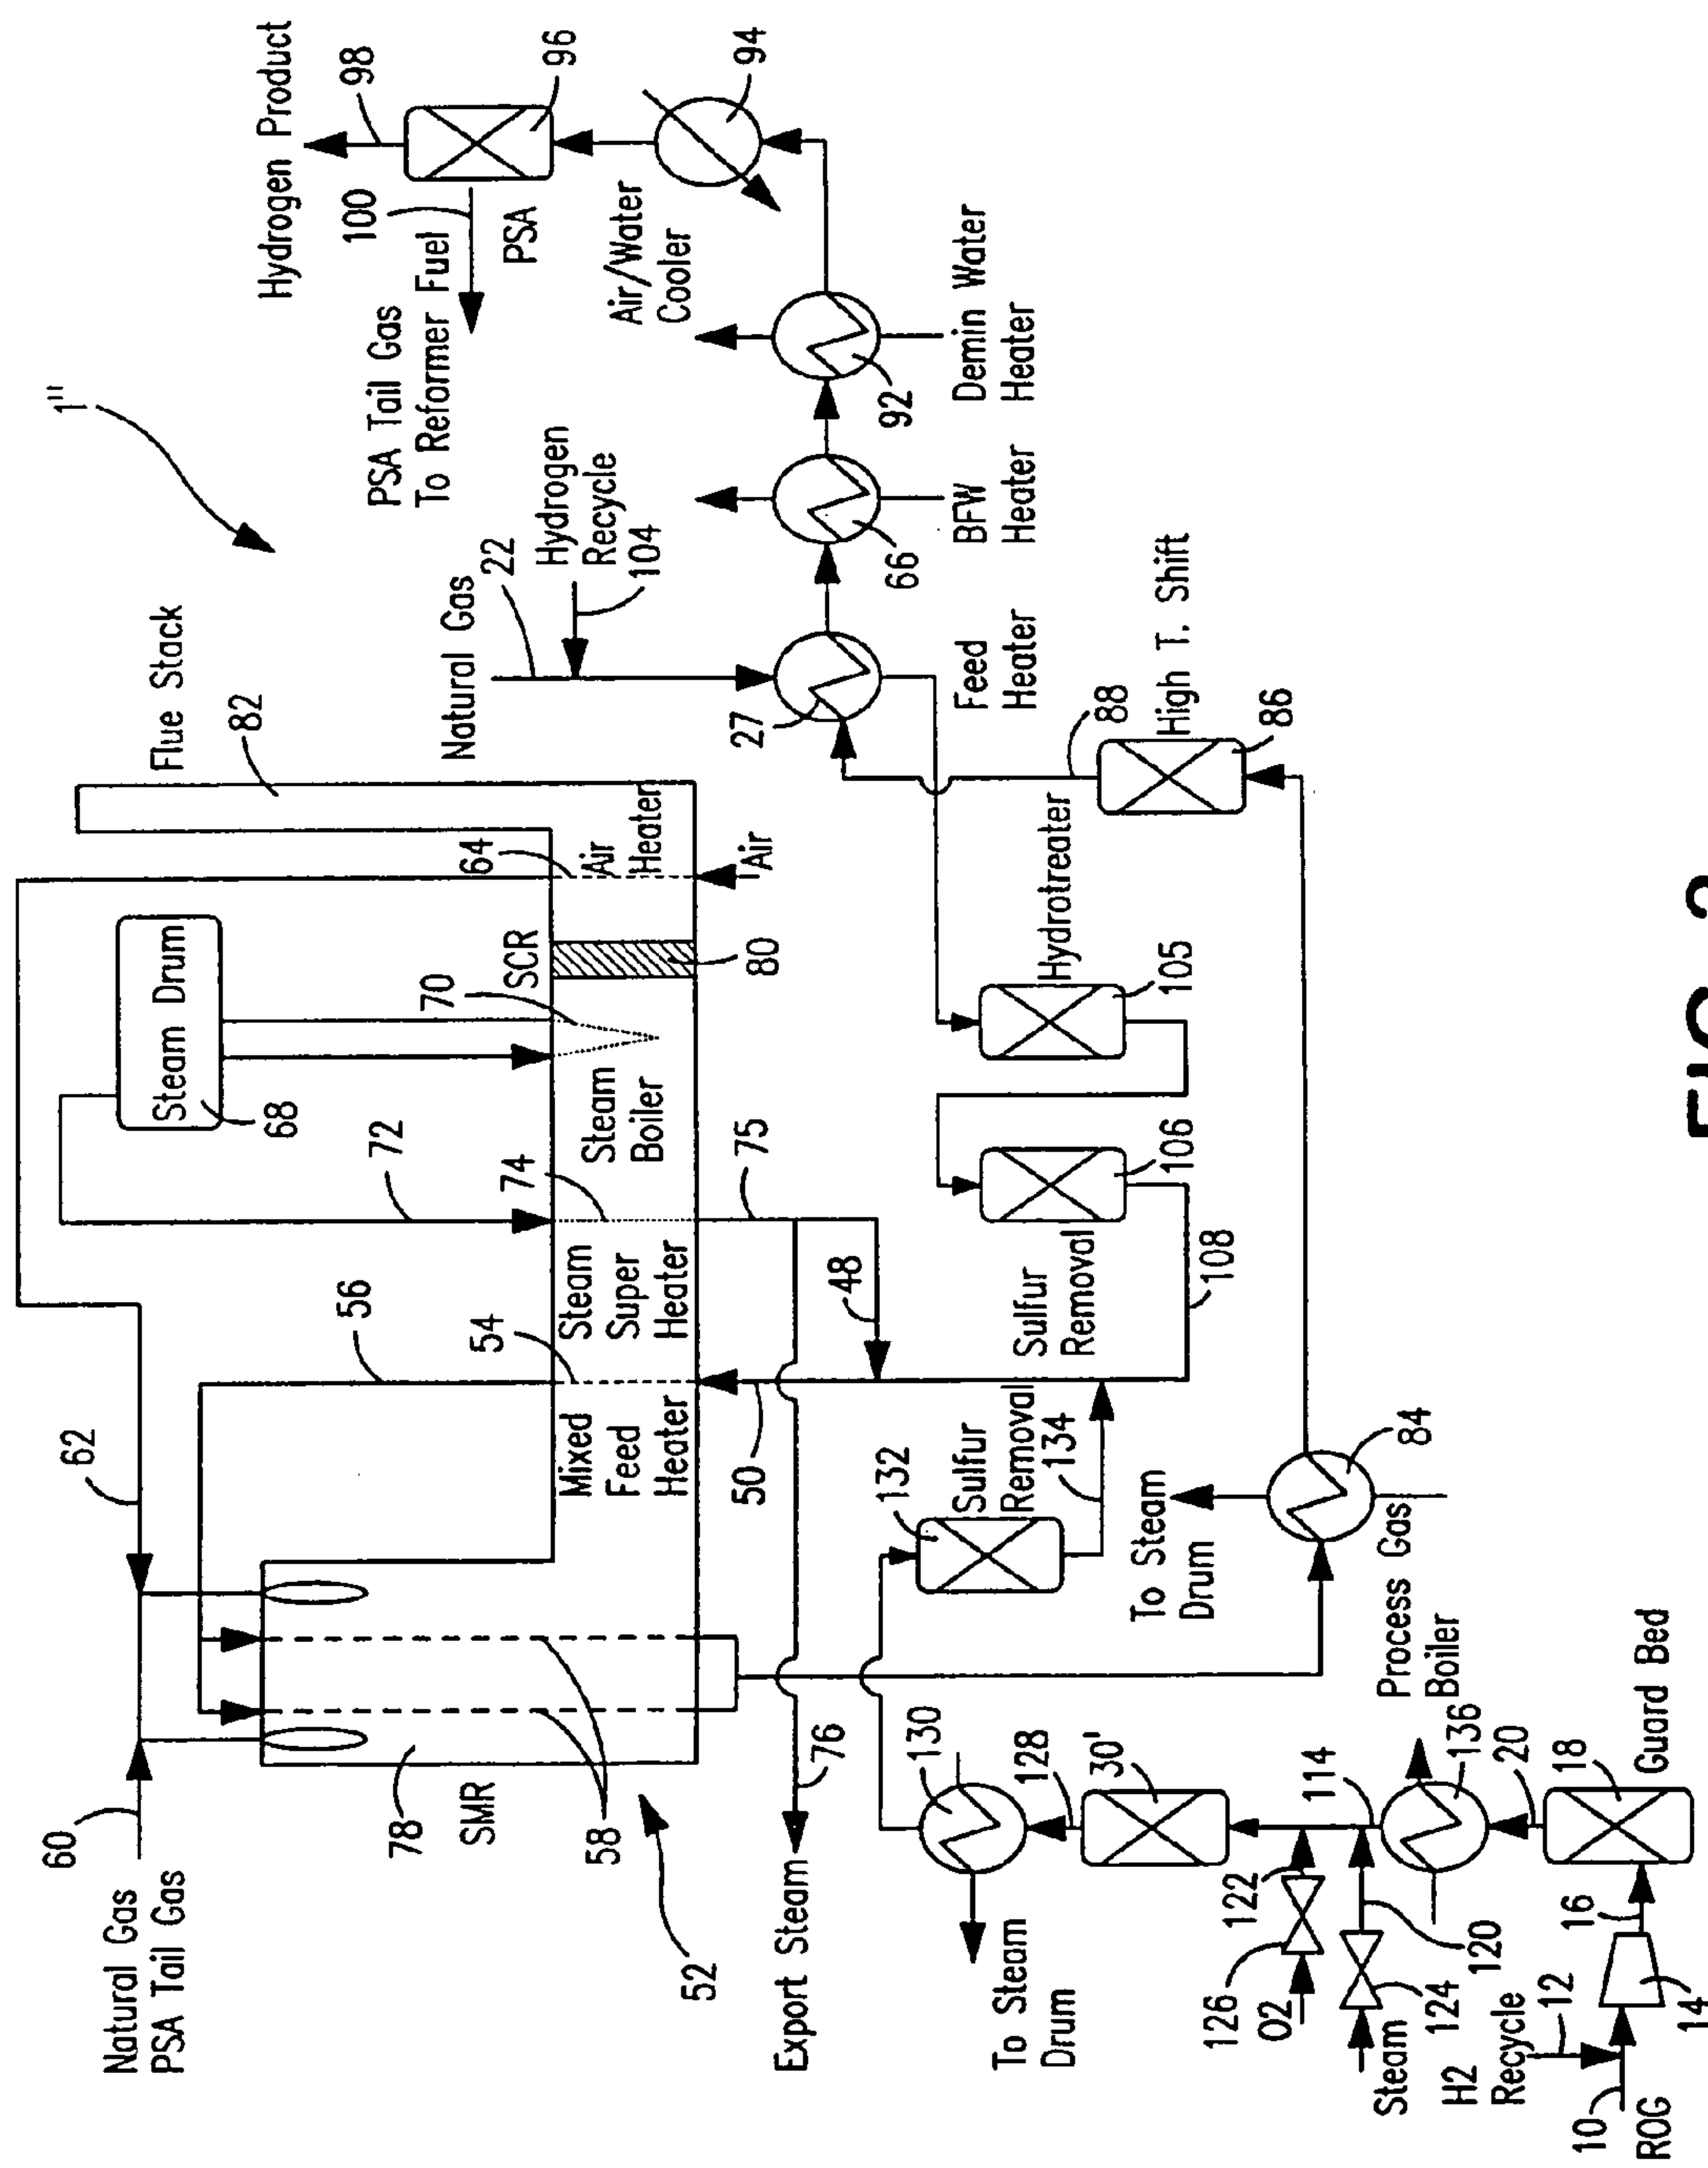 60
62
1"
Natural Gas
PSA Tail Gas
Steam Drum
68
Flue Stack
82
Hydrogen Product
98
100
PSA Tail Gas
To Reformer Fuel
PSA
96
72
56
54
74
70
SCR
64
78
SMR
58
52
Mixed
Feed
Heater
Steam
Super
Heater
Steam
Boiler
80
Air
Heater
Air
Natural Gas
22
Hydrogen
Recycle
104
Air/Water
Cooler
94
76
Export Steam
50
75
48
27
Feed
Heater
66
BFW
Heater
92
Demin Water
Heater
130
132
Sulfur
Removal
134
Sulfur
Removal
106
108
Hydrotreater
105
88
High T. Shift
86
To Steam
Drum
128
30'
To Steam
Drum
84
Process Gas
Boiler
126
O2
122
114
136
Steam
124
120
H2
Recycle
12
16
20
18
Guard Bed
10
ROG
14
FIG.